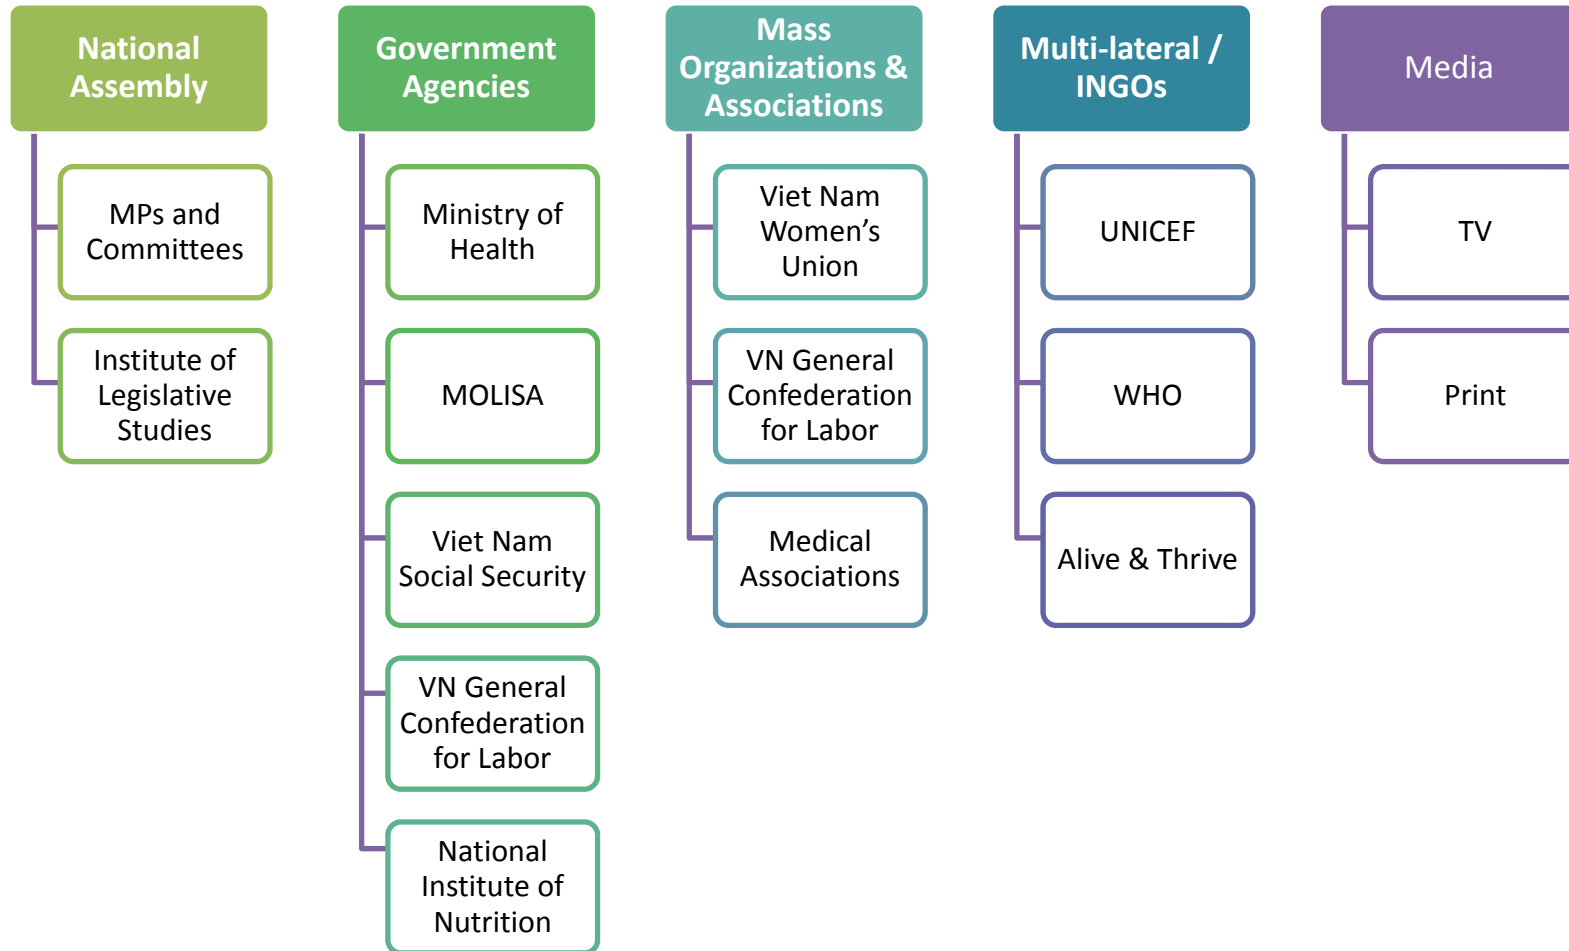 National
Assembly
MPs and
Committees
Institute of
Legislative
Studies
Government
Agencies
Ministry of
Health
MOLISA
Viet Nam
Social Security
VN General
Confederation
for Labor
National
Institute of
Nutrition
Mass
Organizations &
Associations
Viet Nam
Women’s
Union
VN General
Confederation
for Labor
Medical
Associations
Multi-lateral /
INGOs
UNICEF
WHO
Alive & Thrive
Media
TV
Print